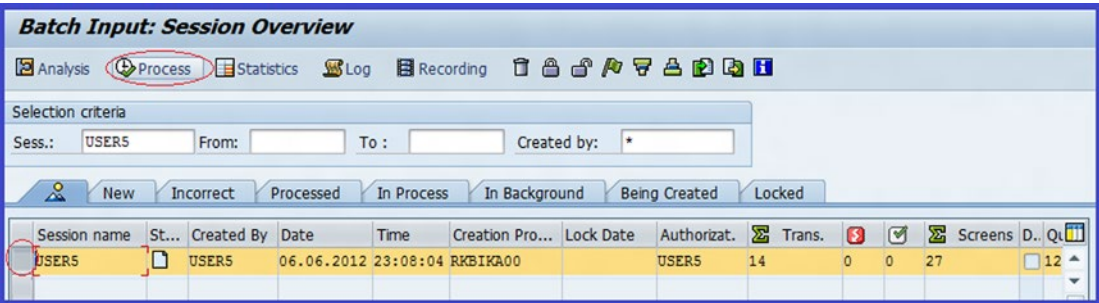 Batch Input: Session Overview
Analysis Process Statistics Log Recording
Selection criteria
Sess.: USER5 From: To : Created by: *
New Incorrect Processed In Process In Background Being Created Locked
Session name St... Created By Date Time Creation Pro... Lock Date Authorizat. Trans. Screens D.. Qu
USER5 USER5 06.06.2012 23:08:04 RKBIKA00 USER5 14 0 0 27 12